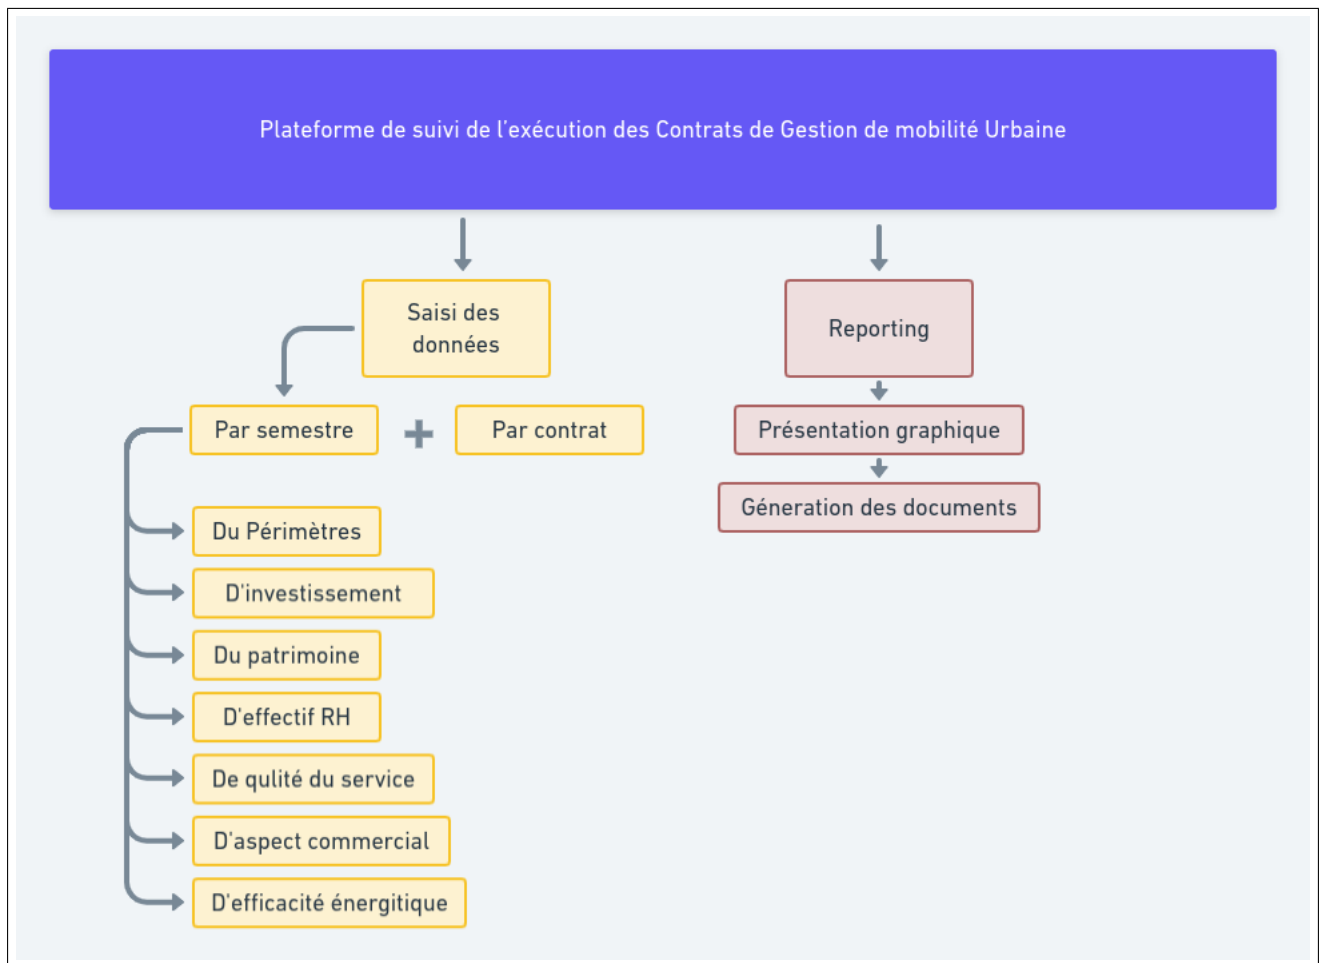 Plateforme de suivi de l'exécution des Contrats de Gestion de mobilité Urbaine
Saisi des
données
Reporting
Par semestre
+
Par contrat
Présentation graphique
Géneration des documents
Du Périmètres
D'investissement
Du patrimoine
D'effectif RH
De qulité du service
D'aspect commercial
D'efficacité énergitique